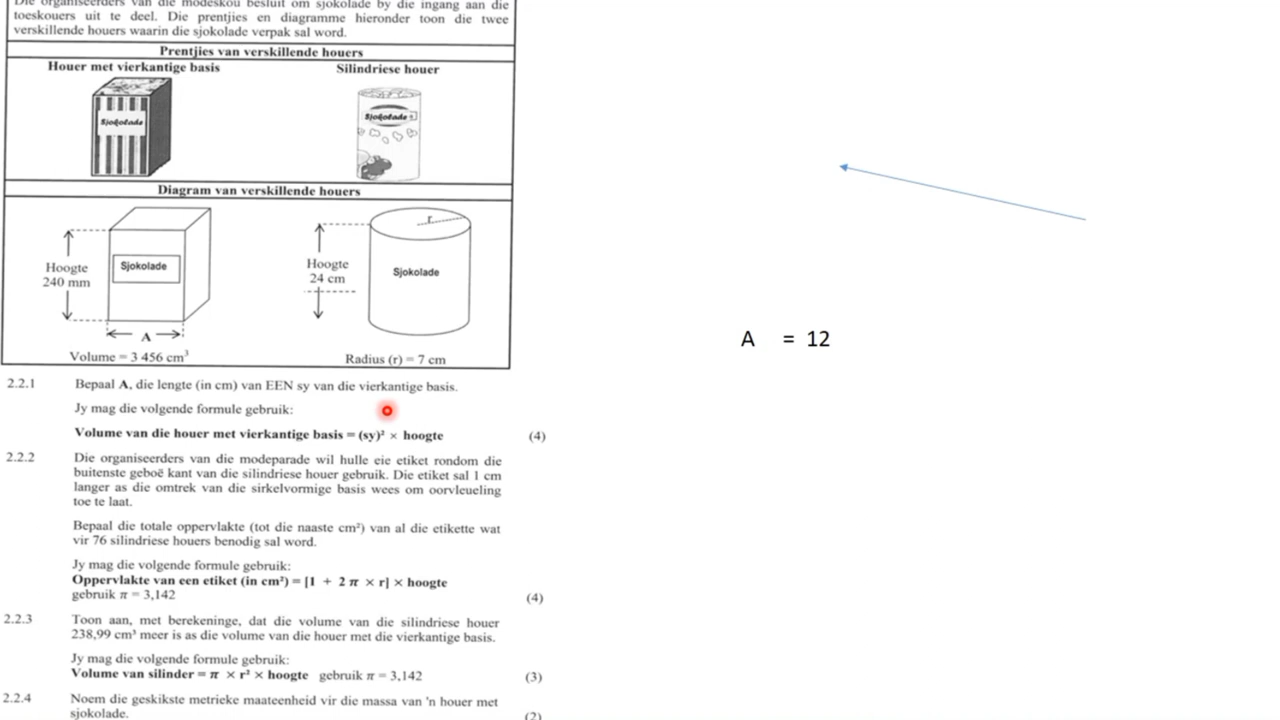 Die organiseerders van die modeskou besluit om sjokolade by die ingang aan die
toeskouers uit te deel. Die prentjies en diagramme hieronder toon die twee
verskillende houers waarin die sjokolade verpak sal word.
Prentjies van verskillende houers
Houer met vierkantige basis
Silindriese houer
Sjokolade
Sjokolade
Diagram van verskillende houers
Hoogte
240 mm
Sjokolade
A
Volume = 3 456 cm³
r
Hoogte
24 cm
Sjokolade
Radius (r) = 7 cm
A = 12
2.2.1 Bepaal A, die lengte (in cm) van EEN sy van die vierkantige basis.
Jy mag die volgende formule gebruik:
Volume van die houer met vierkantige basis = (sy)² × hoogte (4)
2.2.2 Die organiseerders van die modeparade wil hulle eie etiket rondom die
buitenste geboë kant van die silindriese houer gebruik. Die etiket sal 1 cm
langer as die omtrek van die sirkelvormige basis wees om oorvleueling
toe te laat.
Bepaal die totale oppervlakte (tot die naaste cm²) van al die etikette wat
vir 76 silindriese houers benodig sal word.
Jy mag die volgende formule gebruik:
Oppervlakte van een etiket (in cm²) = [1 + 2 π × r] × hoogte
gebruik π = 3,142 (4)
2.2.3 Toon aan, met berekeninge, dat die volume van die silindriese houer
238,99 cm³ meer is as die volume van die houer met die vierkantige basis.
Jy mag die volgende formule gebruik:
Volume van silinder = π × r² × hoogte gebruik π = 3,142 (3)
2.2.4 Noem die geskikste metrieke maateenheid vir die massa van 'n houer met
sjokolade. (2)